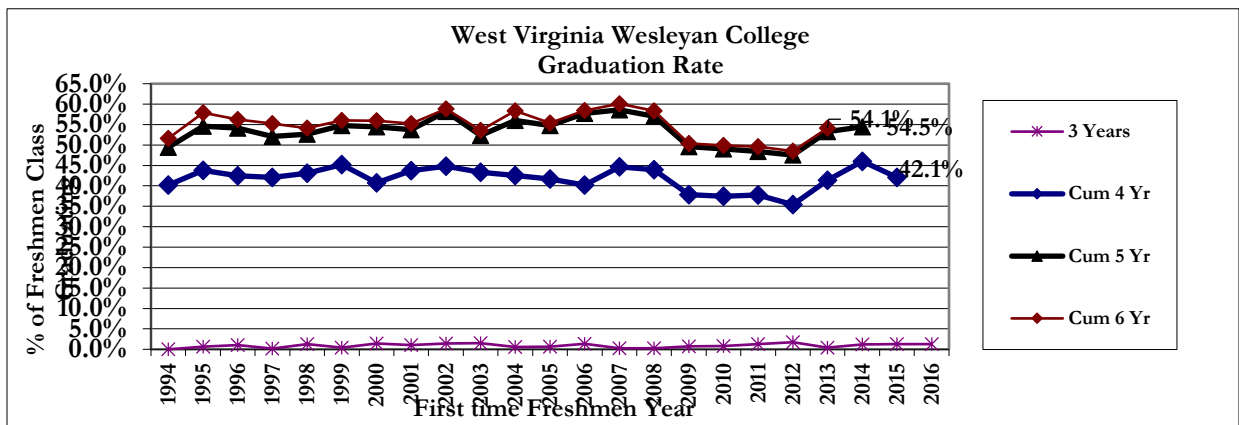 West Virginia Wesleyan College
Graduation Rate
65.0%
60.0%
55.0%
50.0%
45.0%
40.0%
35.0%
30.0%
25.0%
20.0%
15.0%
10.0%
5.0%
0.0%
% of Freshmen Class
54.1%
54.5%
42.1%
1994 1995 1996 1997 1998 1999 2000 2001 2002 2003 2004 2005 2006 2007 2008 2009 2010 2011 2012 2013 2014 2015 2016
First time Freshmen Year
3 Years
Cum 4 Yr
Cum 5 Yr
Cum 6 Yr